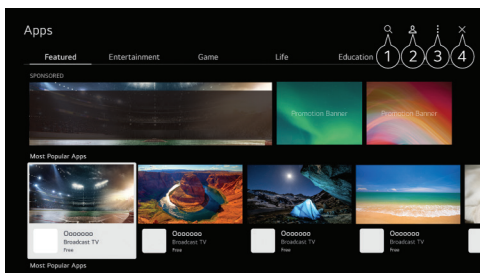 Apps
Featured Entertainment Game Life Education
1 2 3 4
SPONSORED
Promotion Banner Promotion Banner
Most Popular Apps
Ooooooo Ooooooo Ooooooo Ooooooo
Broadcast TV Broadcast TV Broadcast TV Broadcast TV
Free Free Free Free
Most Popular Apps